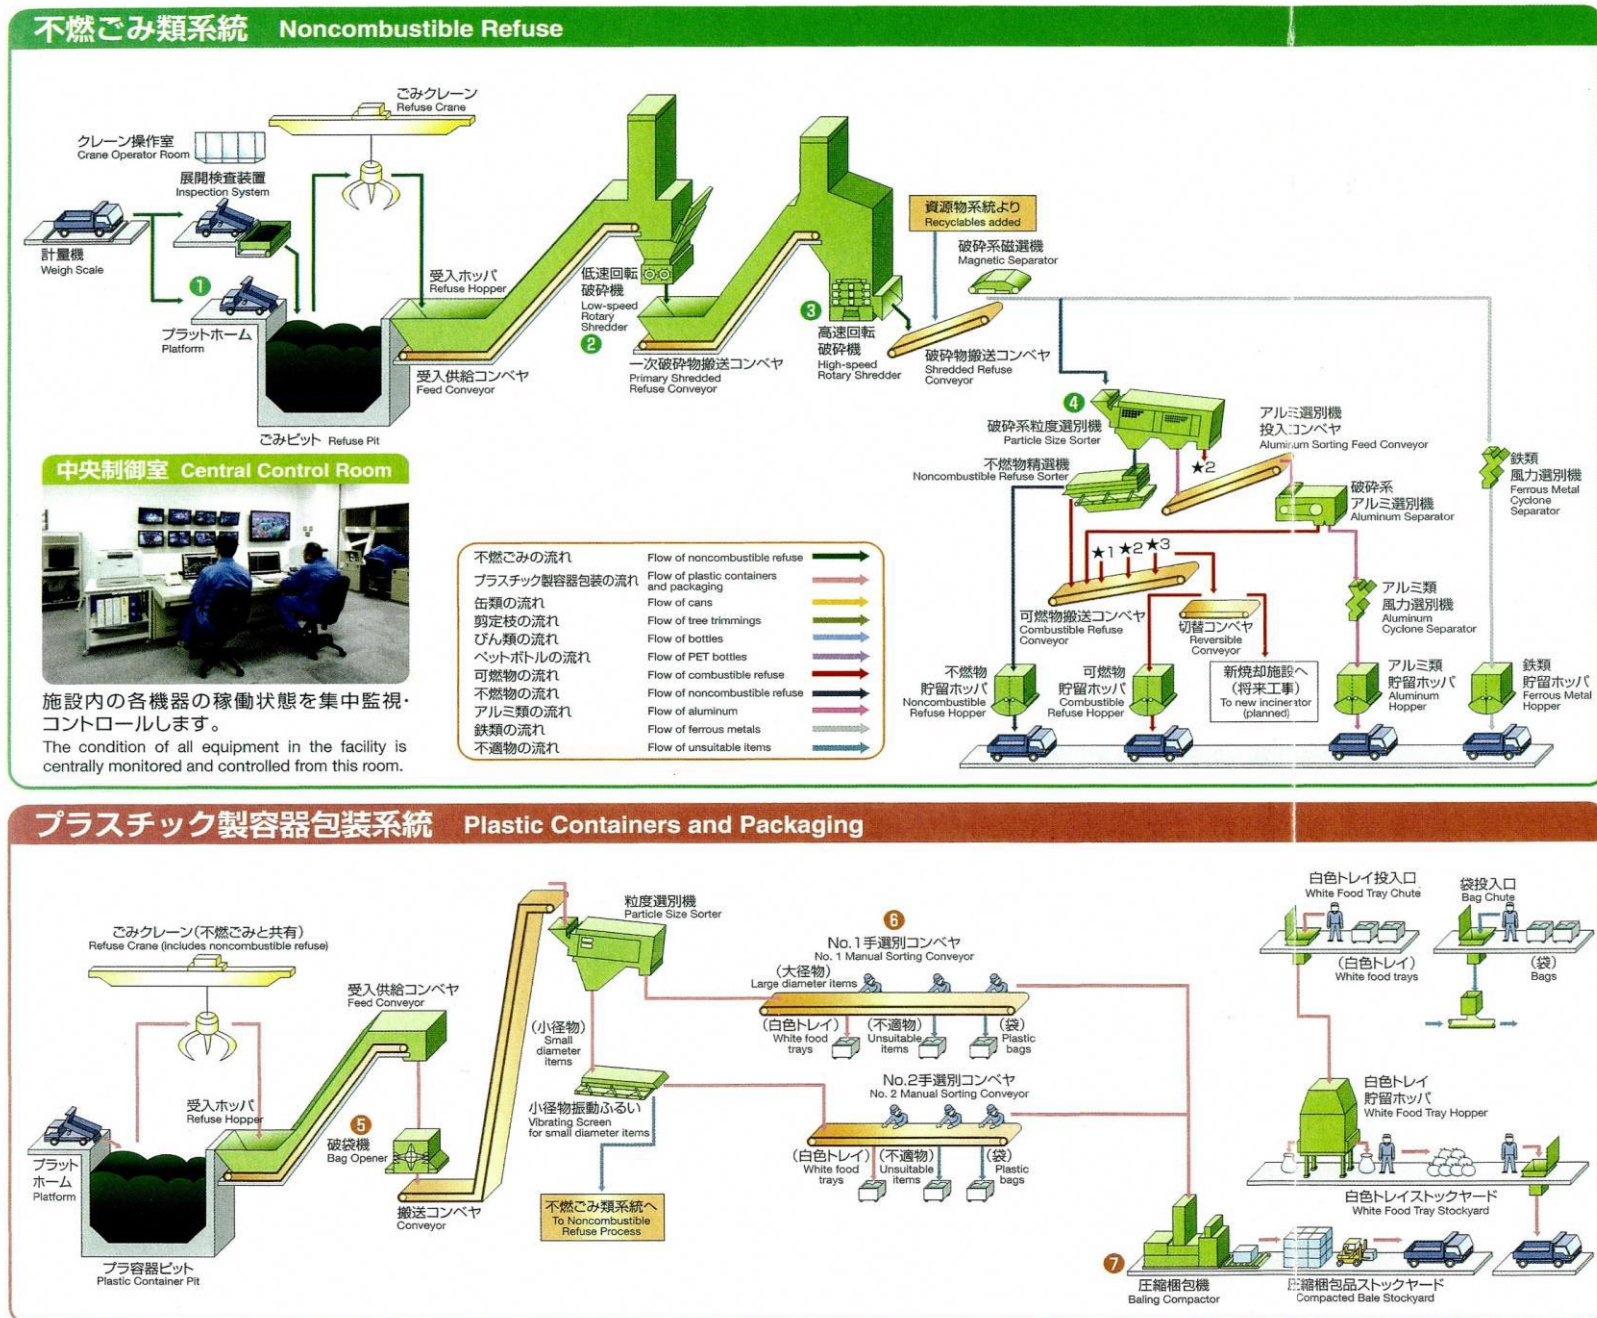 不燃ごみ類系統 Noncombustible Refuse
ごみクレーン
Refuse Crane
クレーン操作室
Crane Operator Room
展開検査装置
Inspection System
計量機
Weigh Scale
1
プラットホーム
Platform
受入ホッパ
Refuse Hopper
受入供給コンベヤ
Feed Conveyor
ごみピット Refuse Pit
低速回転
破砕機
Low-speed
Rotary
Shredder
2
一次破砕物搬送コンベヤ
Primary Shredded
Refuse Conveyor
3
高速回転
破砕機
High-speed
Rotary Shredder
資源物系統より
Recyclables added
破砕系磁選機
Magnetic Separator
破砕物搬送コンベヤ
Shredded Refuse
Conveyor
4
破砕系粒度選別機
Particle Size Sorter
アルミ選別機
投入コンベヤ
Aluminum Sorting Feed Conveyor
★2
不燃物精選機
Noncombustible Refuse Sorter
破砕系
アルミ選別機
Aluminum Separator
鉄類
風力選別機
Ferrous Metal
Cyclone
Separator
★1 ★2 ★3
可燃物搬送コンベヤ
Combustible Refuse
Conveyor
切替コンベヤ
Reversible
Conveyor
アルミ類
風力選別機
Aluminum
Cyclone Separator
不燃物
貯留ホッパ
Noncombustible
Refuse Hopper
可燃物
貯留ホッパ
Combustible
Refuse Hopper
新焼却施設へ
(将来工事)
To new incinerator
(planned)
アルミ類
貯留ホッパ
Aluminum
Hopper
鉄類
貯留ホッパ
Ferrous Metal
Hopper
中央制御室 Central Control Room
施設内の各機器の稼働状態を集中監視・
コントロールします。
The condition of all equipment in the facility is
centrally monitored and controlled from this room.
不燃ごみの流れ Flow of noncombustible refuse
プラスチック製容器包装の流れ Flow of plastic containers and packaging
缶類の流れ Flow of cans
剪定枝の流れ Flow of tree trimmings
びん類の流れ Flow of bottles
ペットボトルの流れ Flow of PET bottles
可燃物の流れ Flow of combustible refuse
不燃物の流れ Flow of noncombustible refuse
アルミ類の流れ Flow of aluminum
鉄類の流れ Flow of ferrous metals
不適物の流れ Flow of unsuitable items
プラスチック製容器包装系統 Plastic Containers and Packaging
ごみクレーン(不燃ごみと共有)
Refuse Crane (includes noncombustible refuse)
受入供給コンベヤ
Feed Conveyor
受入ホッパ
Refuse Hopper
プラット
ホーム
Platform
プラ容器ピット
Plastic Container Pit
5
破袋機
Bag Opener
搬送コンベヤ
Conveyor
粒度選別機
Particle Size Sorter
(小径物)
Small
diameter
items
小径物振動ふるい
Vibrating Screen
for small diameter items
不燃ごみ類系統へ
To Noncombustible
Refuse Process
6
No.1手選別コンベヤ
No. 1 Manual Sorting Conveyor
(大径物)
Large diameter items
(白色トレイ)
White food
trays
(不適物)
Unsuitable
items
(袋)
Plastic
bags
No.2手選別コンベヤ
No. 2 Manual Sorting Conveyor
(白色トレイ)
White food
trays
(不適物)
Unsuitable
items
(袋)
Plastic
bags
白色トレイ投入口
White Food Tray Chute
(白色トレイ)
White food trays
袋投入口
Bag Chute
(袋)
Bags
白色トレイ
貯留ホッパ
White Food Tray Hopper
白色トレイストックヤード
White Food Tray Stockyard
7
圧縮梱包機
Baling Compactor
圧縮梱包品ストックヤード
Compacted Bale Stockyard